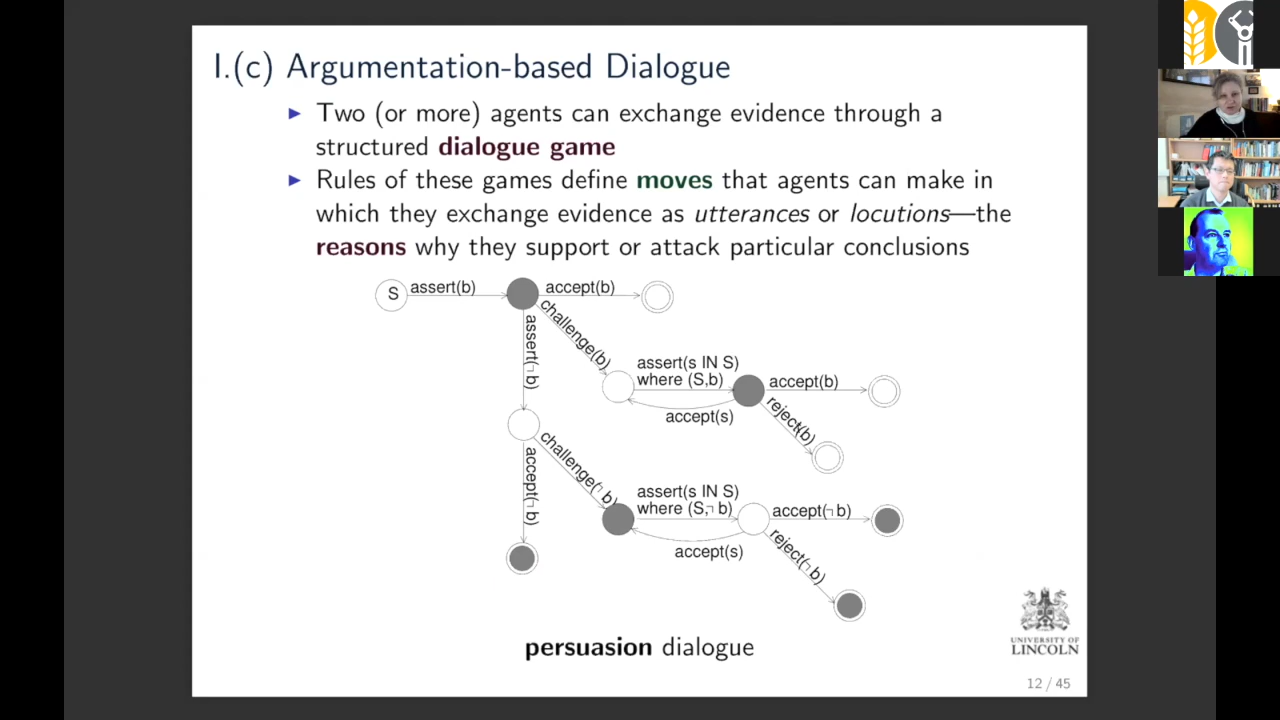 I.(c) Argumentation-based Dialogue
▶ Two (or more) agents can exchange evidence through a
structured dialogue game
▶ Rules of these games define moves that agents can make in
which they exchange evidence as utterances or locutions—the
reasons why they support or attack particular conclusions
S
assert(b)
accept(b)
challenge(b)
assert(¬b)
assert(s IN S)
where (S,b)
accept(b)
accept(s)
reject(b)
challenge(¬b)
accept(¬b)
assert(s IN S)
where (S,¬b)
accept(¬b)
accept(s)
reject(¬b)
persuasion dialogue
UNIVERSITY OF
LINCOLN
12 / 45